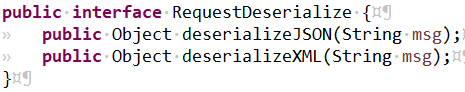 public interface RequestDeserialize {¤¶
»   public Object deserializeJSON(String msg);¤
»   public Object deserializeXML(String msg);¤¶
}¤¶